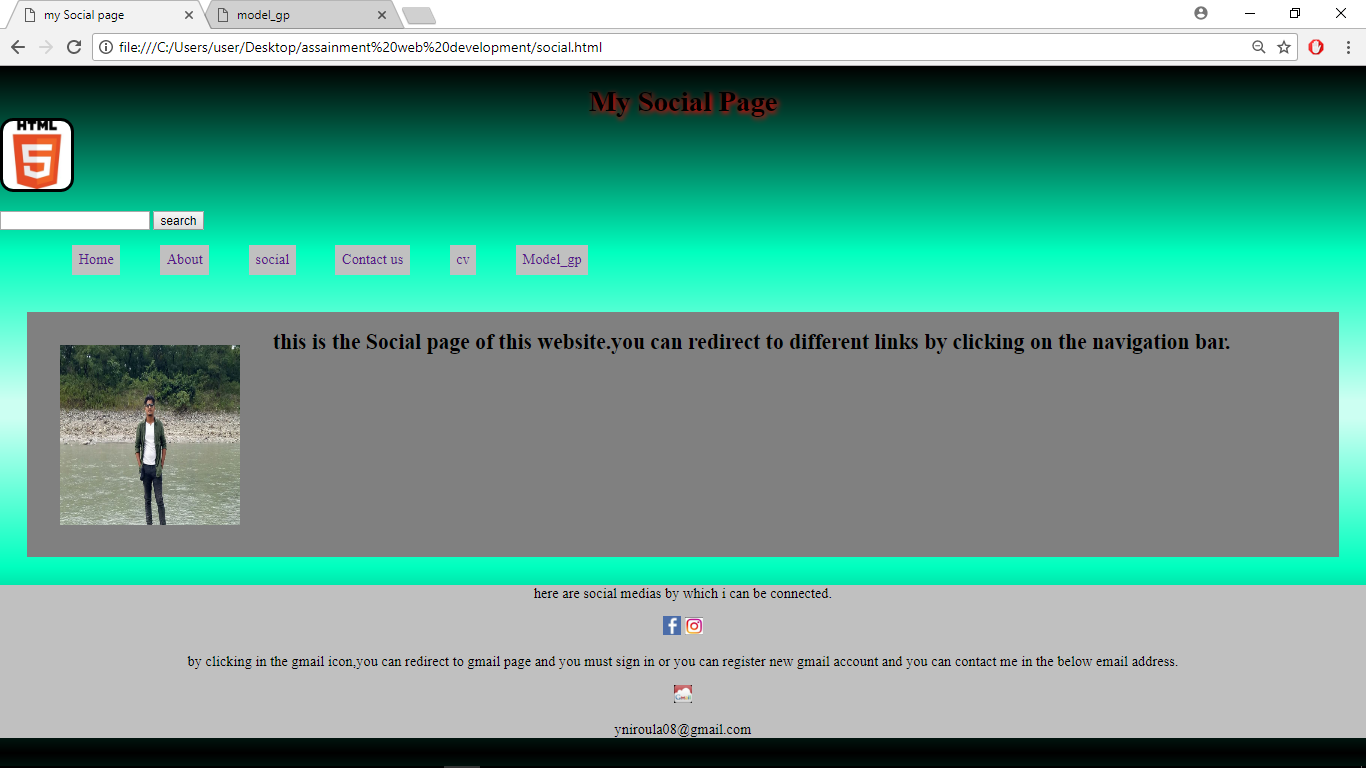 my Social page
model_gp
file:///C:/Users/user/Desktop/assainment%20web%20development/social.html
My Social Page
HTML
5
search
Home About social Contact us cv Model_gp
this is the Social page of this website.you can redirect to different links by clicking on the navigation bar.
here are social medias by which i can be connected.
f
by clicking in the gmail icon,you can redirect to gmail page and you must sign in or you can register new gmail account and you can contact me in the below email address.
Gmail
yniroula08@gmail.com